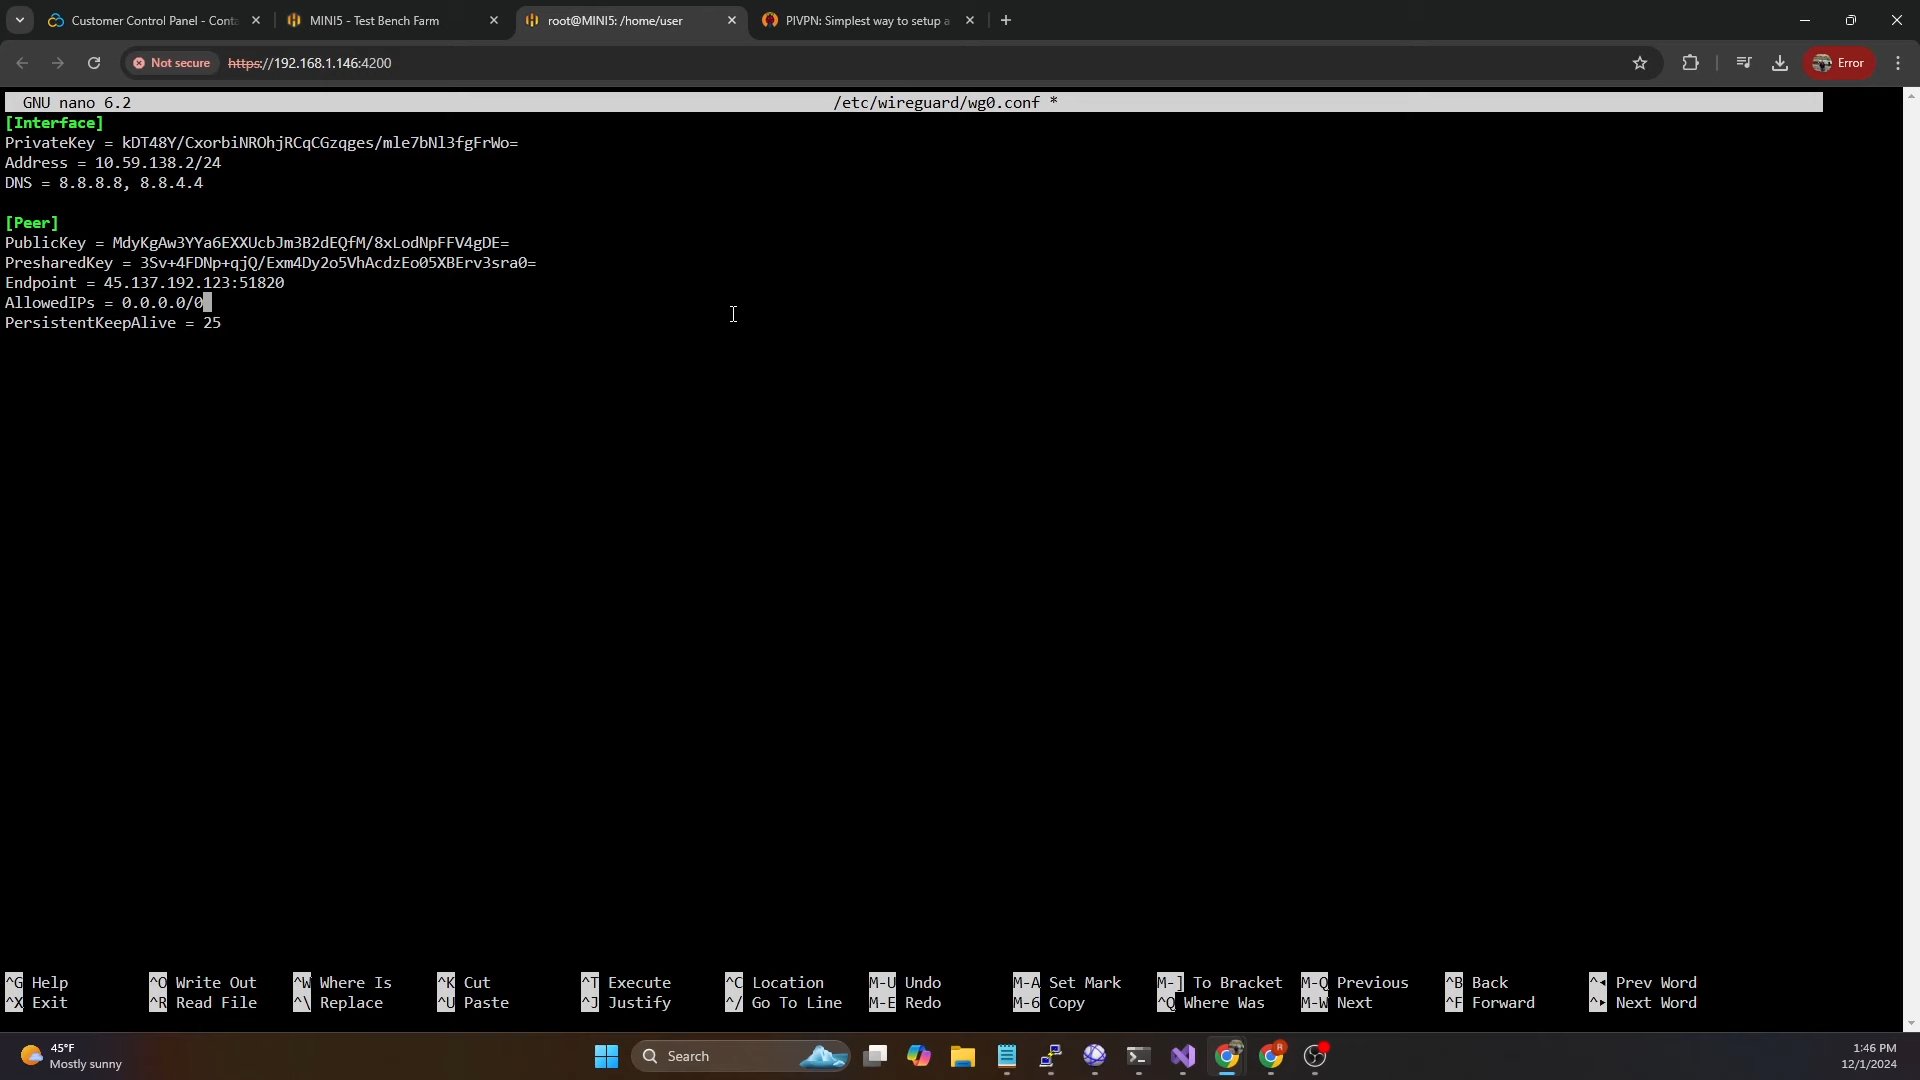 Customer Control Panel - Conta
MINI5 - Test Bench Farm
root@MINI5: /home/user
PIVPN: Simplest way to setup a
Not secure
https://192.168.1.146:4200
Error
GNU nano 6.2
/etc/wireguard/wg0.conf *
[Interface]
PrivateKey = kDT48Y/CxorbiNROhjRCqCGzqges/mle7bNl3fgFrWo=
Address = 10.59.138.2/24
DNS = 8.8.8.8, 8.8.4.4
[Peer]
PublicKey = MdyKgAw3YYa6EXXUcbJm3B2dEQfM/8xLodNpFFV4gDE=
PresharedKey = 3Sv+4FDNp+qjQ/Exm4Dy2o5VhAcdzEo05XBErv3sra0=
Endpoint = 45.137.192.123:51820
AllowedIPs = 0.0.0.0/0
PersistentKeepAlive = 25
^G Help ^O Write Out ^W Where Is ^K Cut ^T Execute ^C Location M-U Undo M-A Set Mark M-] To Bracket M-Q Previous ^B Back ^◂ Prev Word
^X Exit ^R Read File ^\ Replace ^U Paste ^J Justify ^/ Go To Line M-E Redo M-6 Copy ^Q Where Was M-W Next ^F Forward ^▸ Next Word
45°F
Mostly sunny
Search
R
1:46 PM
12/1/2024